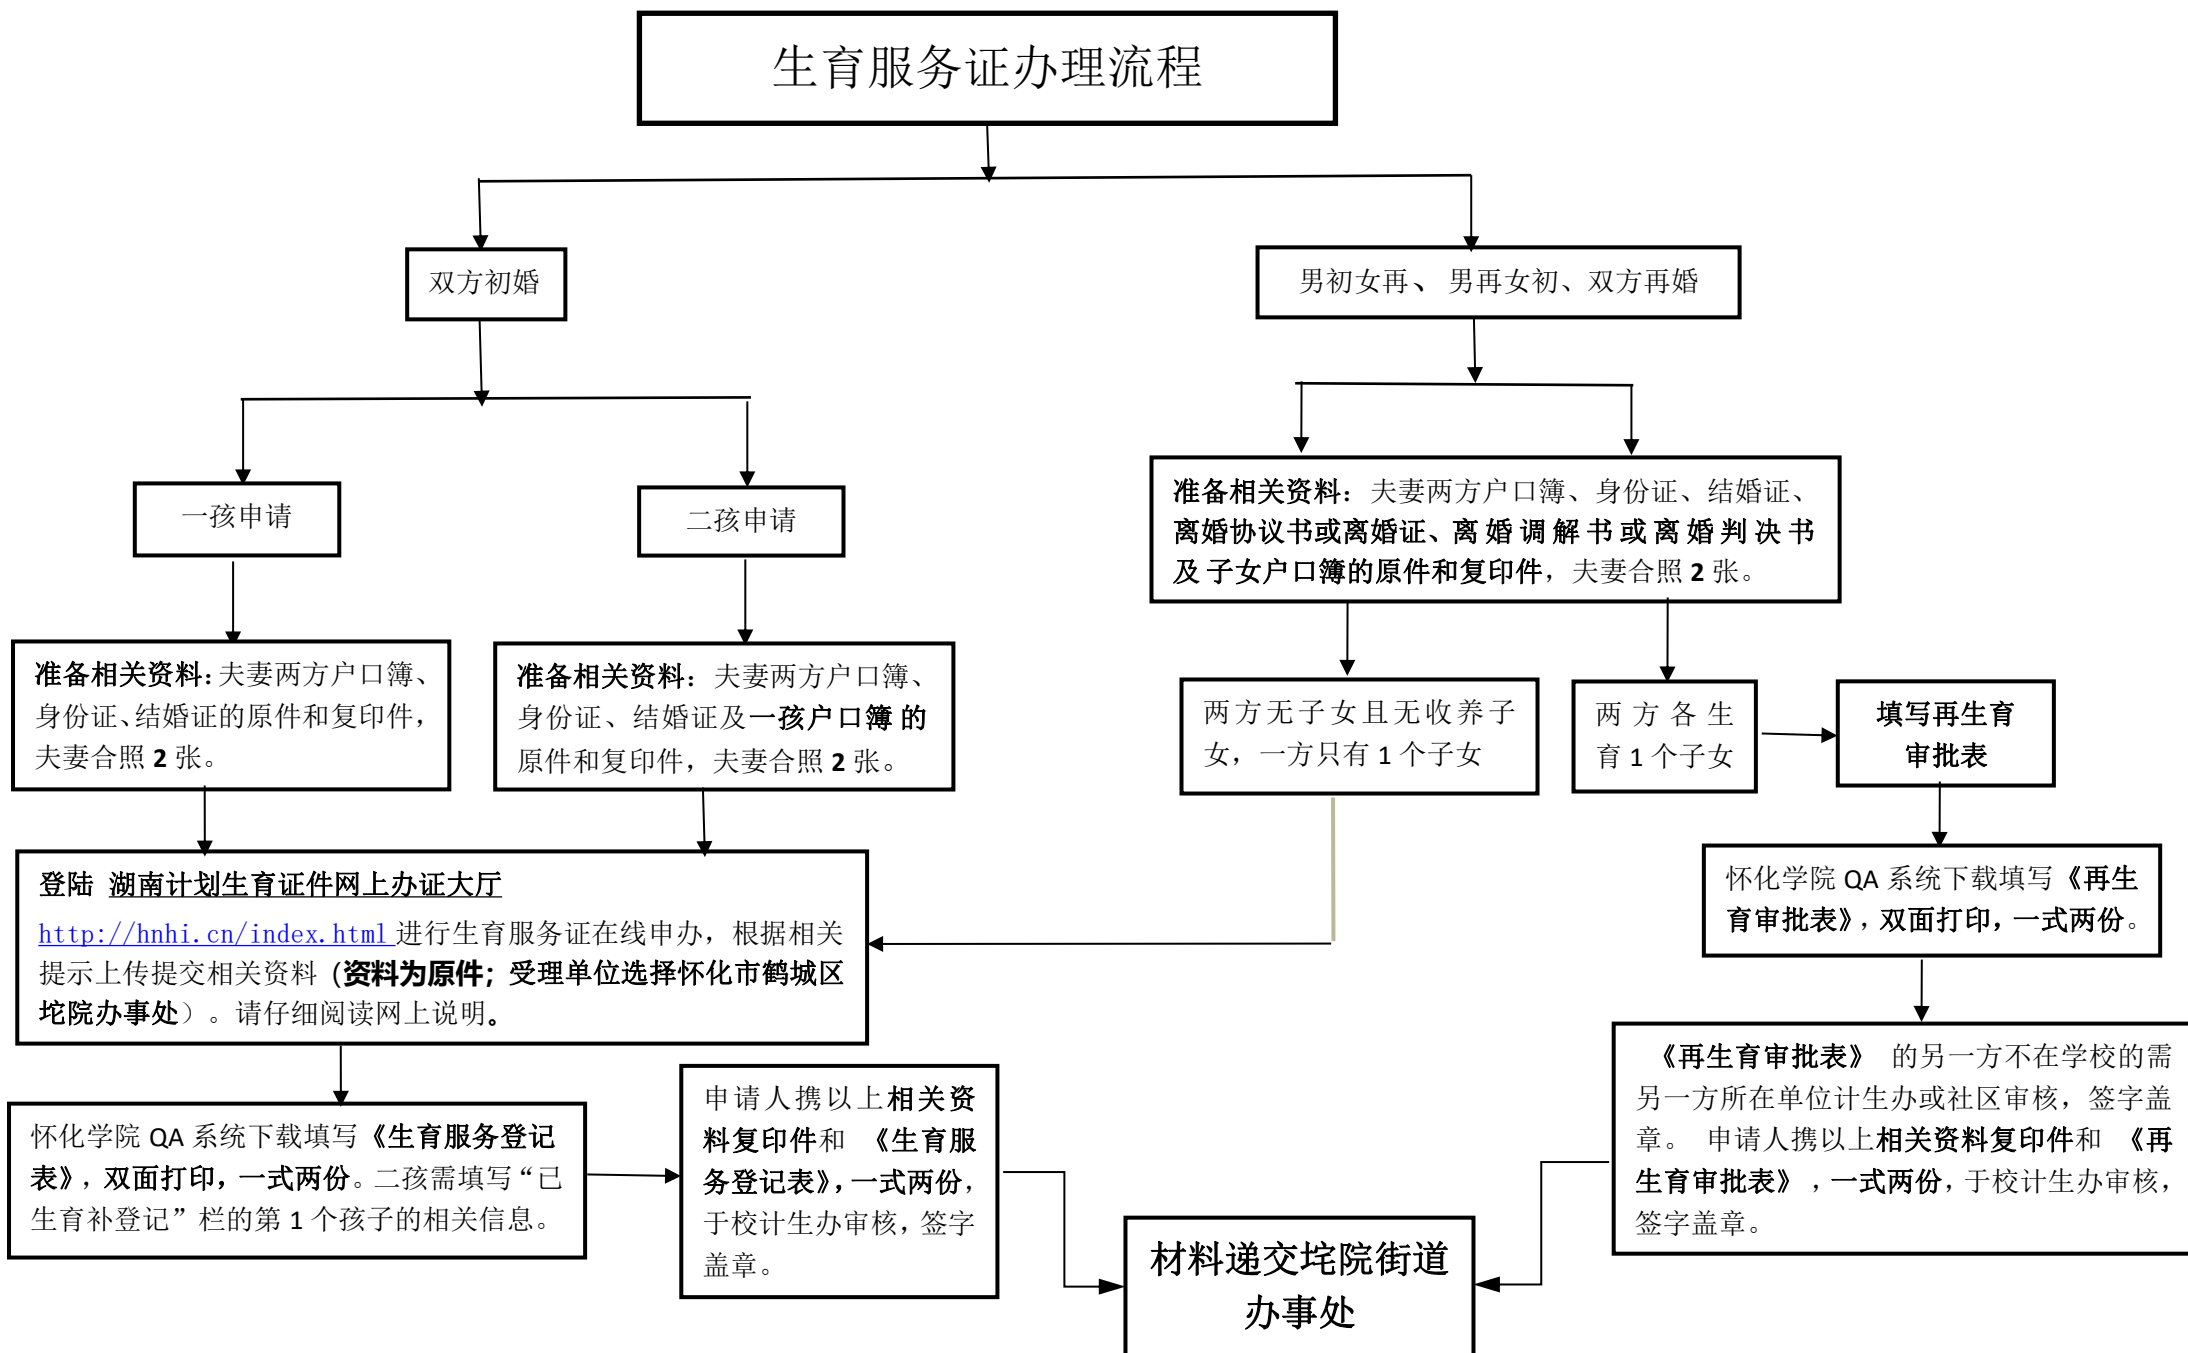 生育服务证办理流程
双方初婚
男初女再、 男再女初、双方再婚
一孩申请
二孩申请
准备相关资料：夫妻两方户口簿、身份证、结婚证、
离婚协议书或离婚证、离婚调解书或离婚判决书
及子女户口簿的原件和复印件，夫妻合照 2 张。
准备相关资料：夫妻两方户口簿、
身份证、结婚证的原件和复印件，
夫妻合照 2 张。
准备相关资料：夫妻两方户口簿、
身份证、结婚证及一孩户口簿的
原件和复印件，夫妻合照 2 张。
两方无子女且无收养子
女，一方只有 1 个子女
两方各生
育 1 个子女
填写再生育
审批表
登陆 湖南计划生育证件网上办证大厅
http://hnhi.cn/index.html 进行生育服务证在线申办，根据相关
提示上传提交相关资料（资料为原件；受理单位选择怀化市鹤城区
坨院办事处）。请仔细阅读网上说明。
怀化学院 QA 系统下载填写《再生
育审批表》，双面打印，一式两份。
怀化学院 QA 系统下载填写《生育服务登记
表》，双面打印，一式两份。二孩需填写“已
生育补登记”栏的第 1 个孩子的相关信息。
申请人携以上相关资
料复印件和 《生育服
务登记表》，一式两份，
于校计生办审核，签字
盖章。
《再生育审批表》 的另一方不在学校的需
另一方所在单位计生办或社区审核，签字盖
章。 申请人携以上相关资料复印件和 《再
生育审批表》 ，一式两份，于校计生办审核，
签字盖章。
材料递交坨院街道
办事处